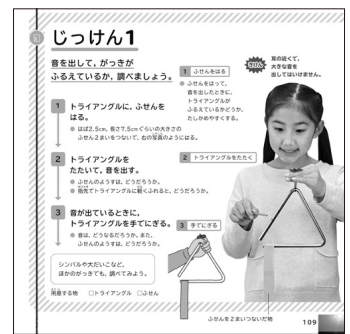 じっけん1
音を出して，がっきが
ふるえているか，調べましょう。
1 トライアングルに，ふせんを
はる。
● はば2.5cm，長さ7.5cmぐらいの大きさの
ふせん2まいをつないで，右の写真のようにはる。
2 トライアングルを
たたいて，音を出す。
● ふせんのようすは，どうだろうか。
● 指先でトライアングルに軽くふれると，どうだろうか。
3 音が出ているときに，
トライアングルを手でにぎる。
● 音は，どうなるだろうか。また，
ふせんのようすは，どうだろうか。
シンバルや大だいこなど，
ほかのがっきでも，調べてみよう。
用意する物 □トライアングル □ふせん
1 ふせんをはる
● ふせんをはって，
音を出したときに，
トライアングルが
ふるえているかどうか，
たしかめやすくする。
きけん
耳の近くで，
大きな音を
出してはいけません。
2 トライアングルをたたく
3 手でにぎる
ふせんを2まいつないだ物
109